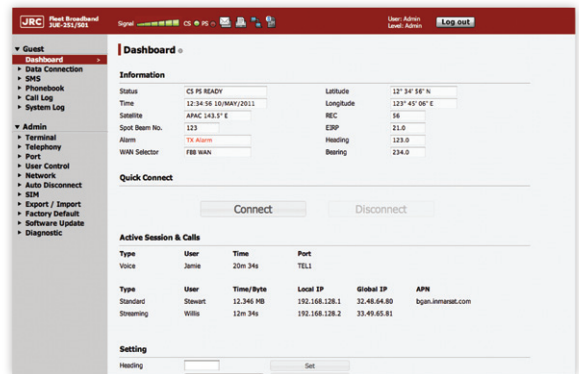 JRC Fleet Broadband JUE-251/501 Signal CS PS User: Admin Level: Admin Log out
▼ Guest
Dashboard >
▸ Data Connection
▸ SMS
▸ Phonebook
▸ Call Log
▸ System Log
▼ Admin
▸ Terminal
▸ Telephony
▸ Port
▸ User Control
▸ Network
▸ Auto Disconnect
▸ SIM
▸ Export / Import
▸ Factory Default
▸ Software Update
▸ Diagnostic
Dashboard
Information
Status CS PS READY Latitude 12° 34' 56" N
Time 12:34:56 10/MAY/2011 Longitude 123° 45' 06" E
Satellite APAC 143.5° E REC 56
Spot Beam No. 123 EIRP 21.0
Alarm TX Alarm Heading 123.0
WAN Selector FBB WAN Bearing 234.0
Quick Connect
Connect Disconnect
Active Session & Calls
Type User Time Port
Voice Jamie 20m 34s TEL1
Type User Time/Byte Local IP Global IP APN
Standard Stewart 12.346 MB 192.168.128.1 32.48.64.80 bgan.inmarsat.com
Streaming Willis 12m 34s 192.168.128.2 33.49.65.81
Setting
Heading Set